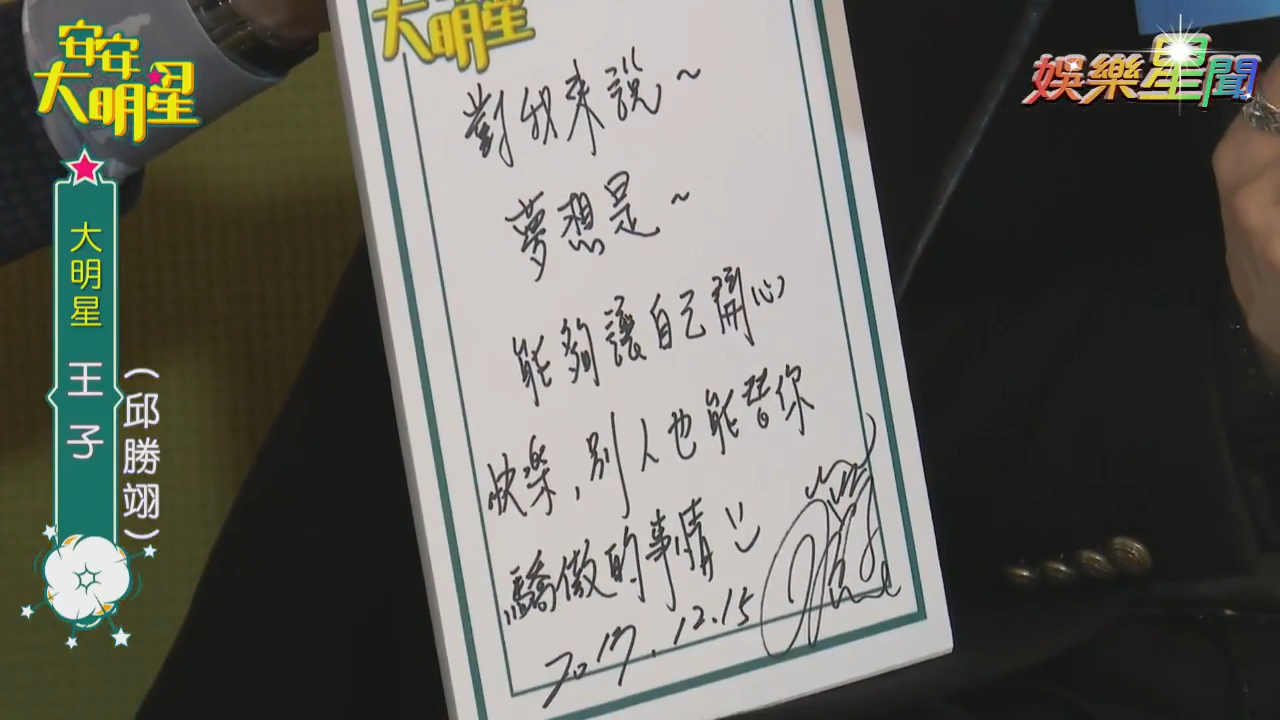 安安
大明星
娛樂星聞
大明星
王子
(邱勝翊)
大明星
對我來說~
夢想是~
能夠讓自己開心
快樂,別人也能替你
驕傲的事情
2017.12.15